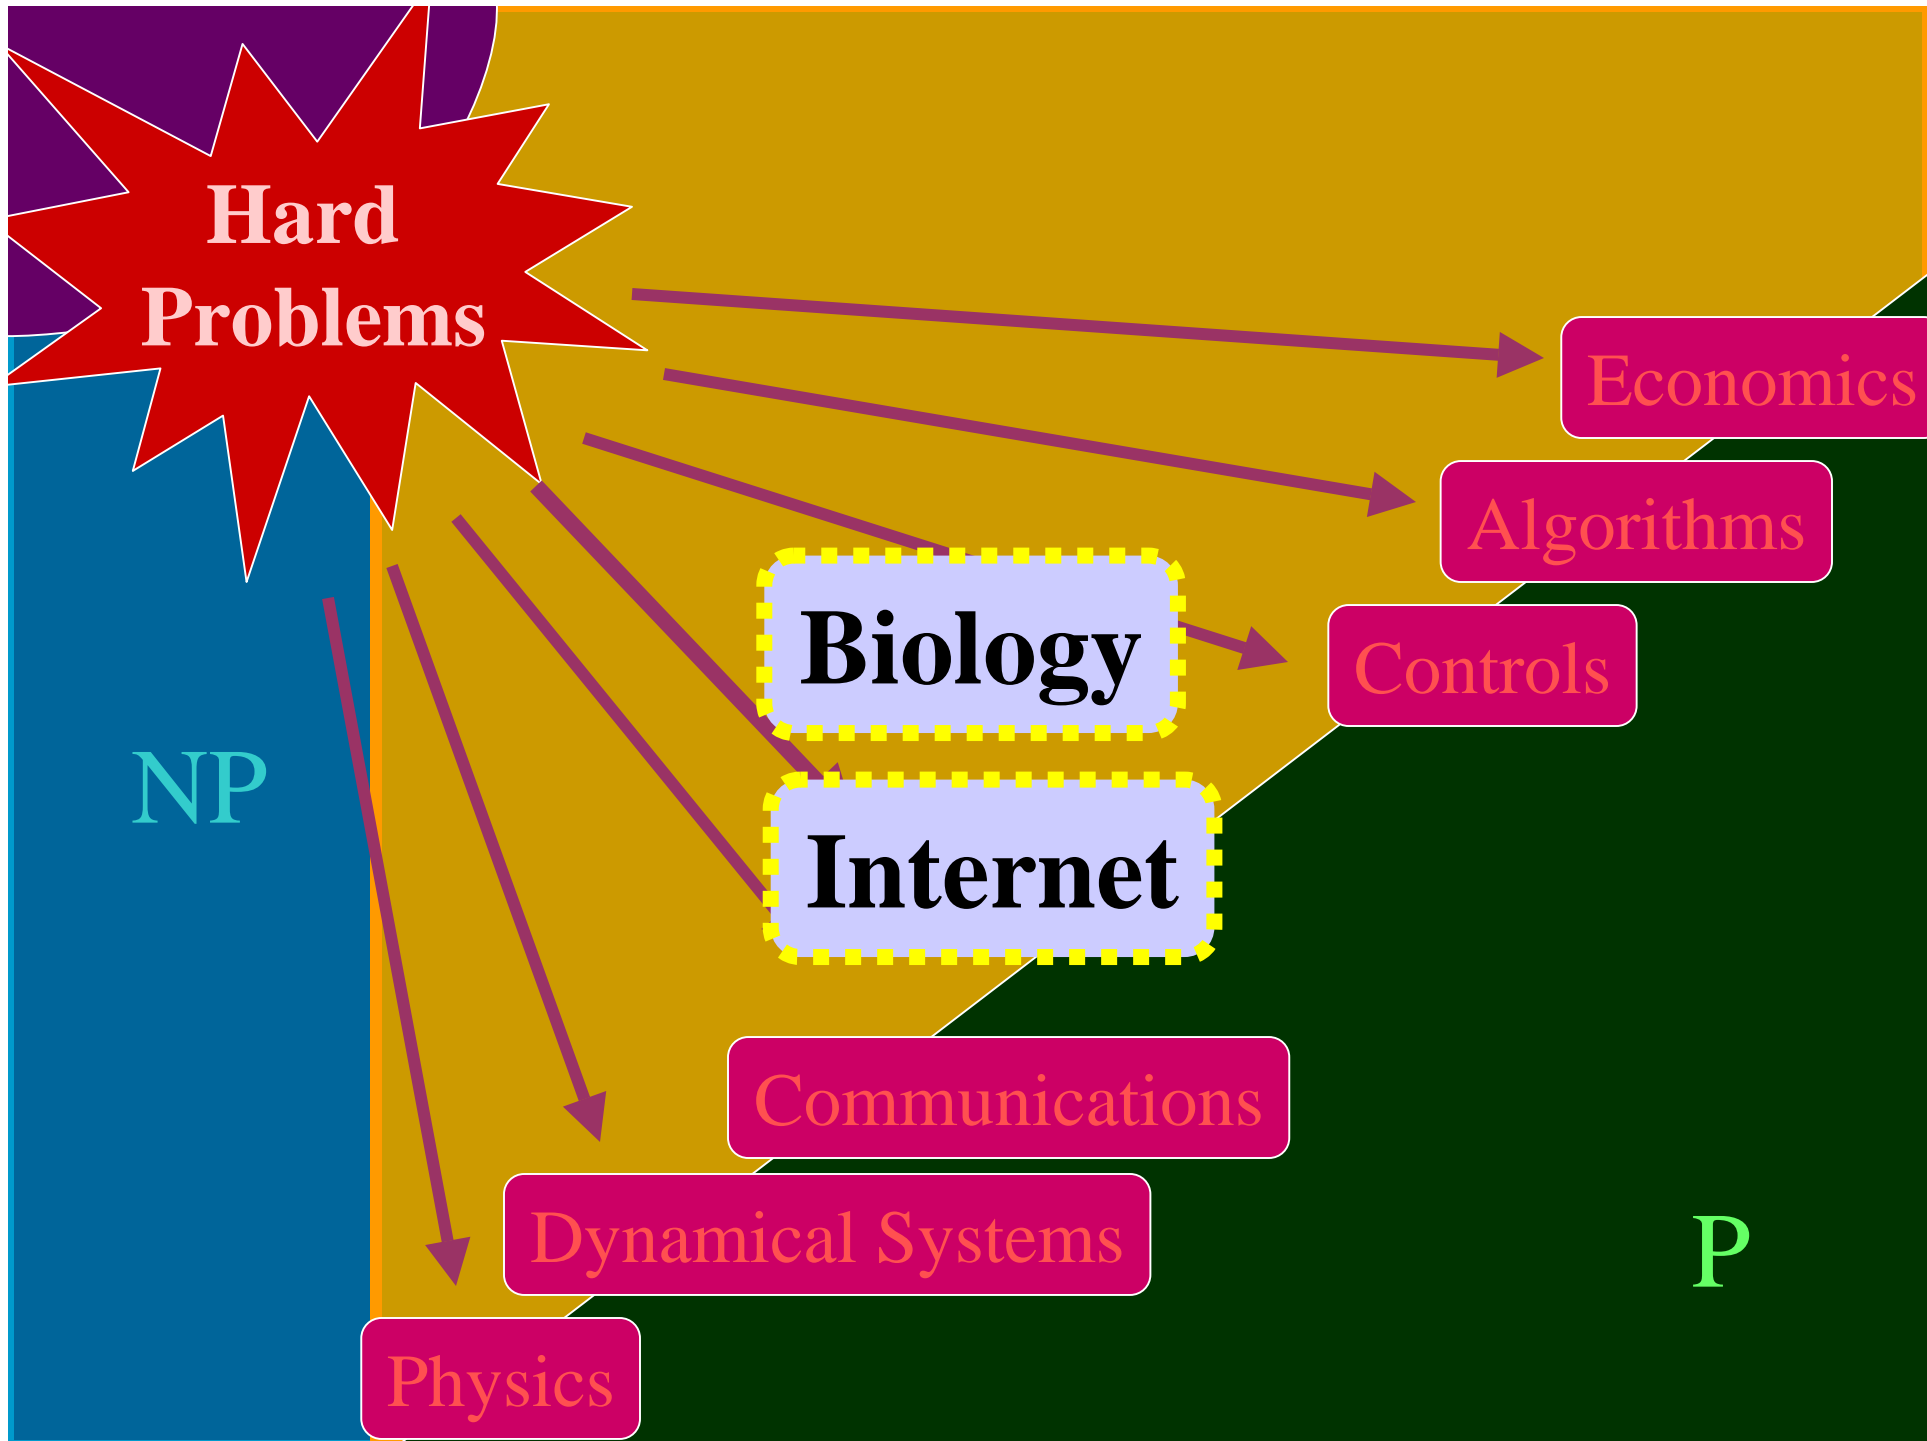 Hard
Problems
Economics
Algorithms
Controls
Biology
NP
Internet
Communications
Dynamical Systems
P
Physics